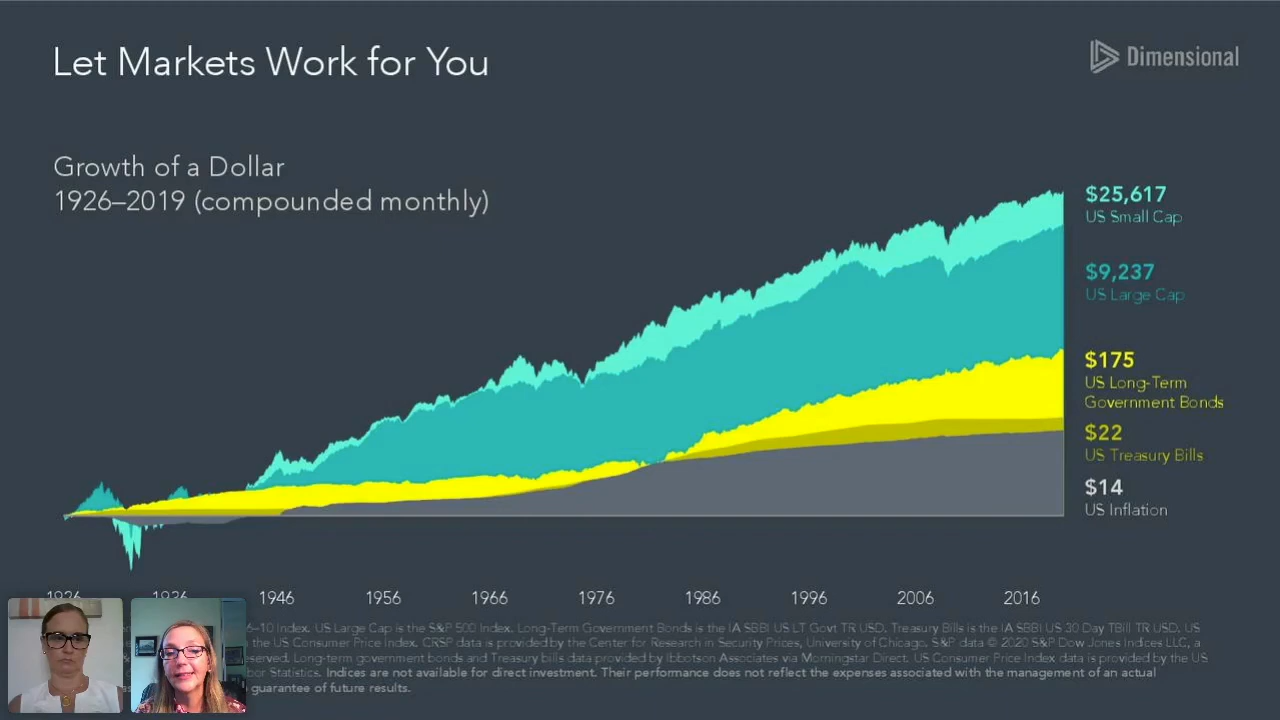 Let Markets Work for You
Dimensional
Growth of a Dollar
1926–2019 (compounded monthly)
$25,617
US Small Cap
$9,237
US Large Cap
$175
US Long-Term
Government Bonds
$22
US Treasury Bills
$14
US Inflation
1926 1936 1946 1956 1966 1976 1986 1996 2006 2016
6–10 Index. US Large Cap is the S&P 500 Index. Long-Term Government Bonds is the IA SBBI US LT Govt TR USD. Treasury Bills is the IA SBBI US 30 Day TBill TR USD. US
the US Consumer Price Index. CRSP data is provided by the Center for Research in Security Prices, University of Chicago. S&P data © 2020 S&P Dow Jones Indices LLC, a
Long-term government bonds and Treasury bills data provided by Ibbotson Associates via Morningstar Direct. US Consumer Price Index data is provided by the US
Statistics. Indices are not available for direct investment. Their performance does not reflect the expenses associated with the management of an actual
guarantee of future results.